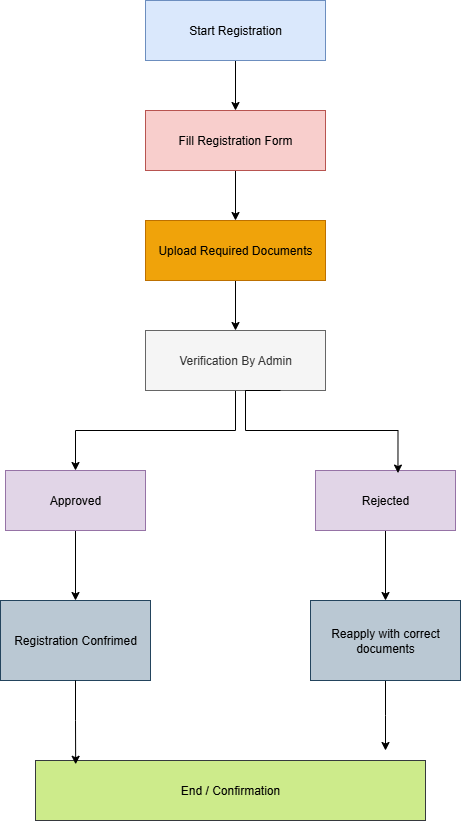 Start Registration
Fill Registration Form
Upload Required Documents
Verification By Admin
Approved
Rejected
Registration Confrimed
Reapply with correct
documents
End / Confirmation